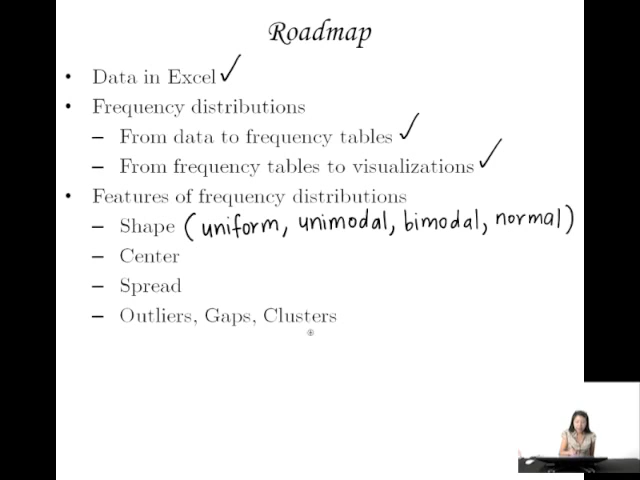 Roadmap
• Data in Excel ✓
• Frequency distributions
– From data to frequency tables ✓
– From frequency tables to visualizations ✓
• Features of frequency distributions
– Shape (uniform, unimodal, bimodal, normal)
– Center
– Spread
– Outliers, Gaps, Clusters